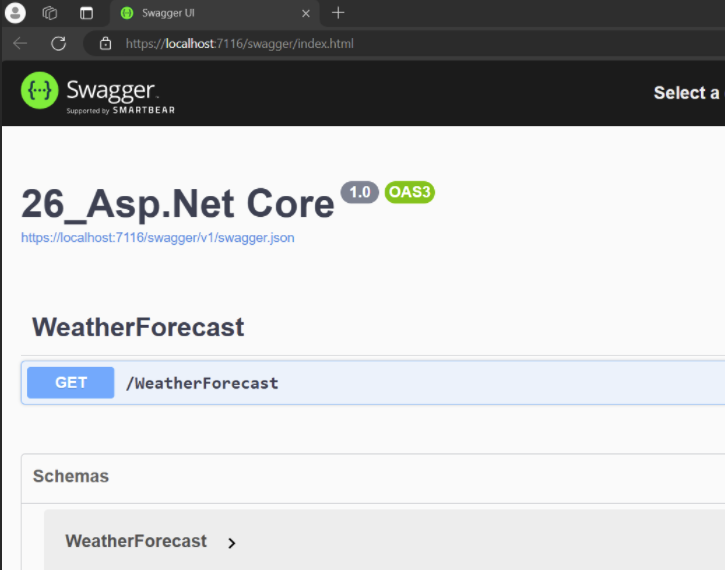 Swagger UI
https://localhost:7116/swagger/index.html
{...} Swagger
Supported by SMARTBEAR
Select a
26_Asp.Net Core 1.0 OAS3
https://localhost:7116/swagger/v1/swagger.json
WeatherForecast
GET /WeatherForecast
Schemas
WeatherForecast